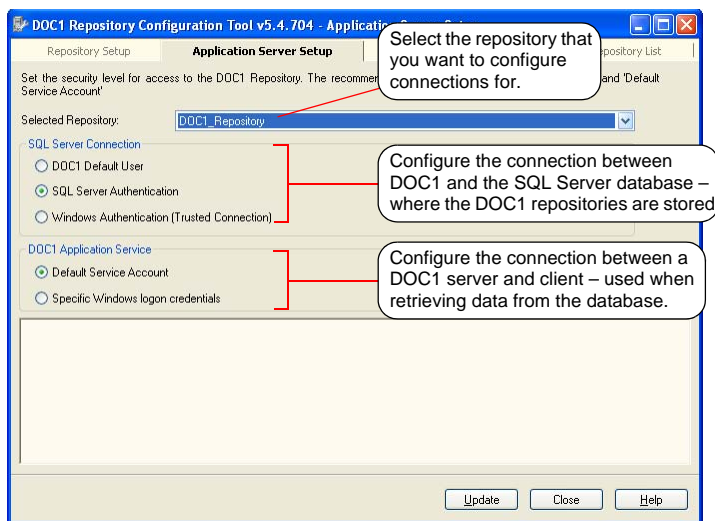 DOC1 Repository Configuration Tool v5.4.704 - Applicati
Repository Setup
Application Server Setup
pository List
Select the repository that
you want to configure
connections for.
Set the security level for access to the DOC1 Repository. The recommer
and 'Default
Service Account'
Selected Repository:
DOC1_Repository
SQL Server Connection
DOC1 Default User
SQL Server Authentication
Windows Authentication (Trusted Connection)
Configure the connection between
DOC1 and the SQL Server database –
where the DOC1 repositories are stored
DOC1 Application Service
Default Service Account
Specific Windows logon credentials
Configure the connection between a
DOC1 server and client – used when
retrieving data from the database.
Update
Close
Help